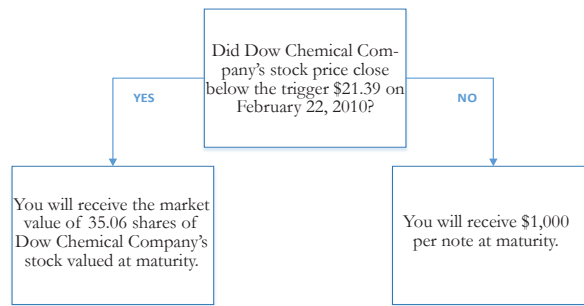 Did Dow Chemical Com-
pany's stock price close
below the trigger $21.39 on
February 22, 2010?
YES
NO
You will receive the market
value of 35.06 shares of
Dow Chemical Company's
stock valued at maturity.
You will receive $1,000
per note at maturity.